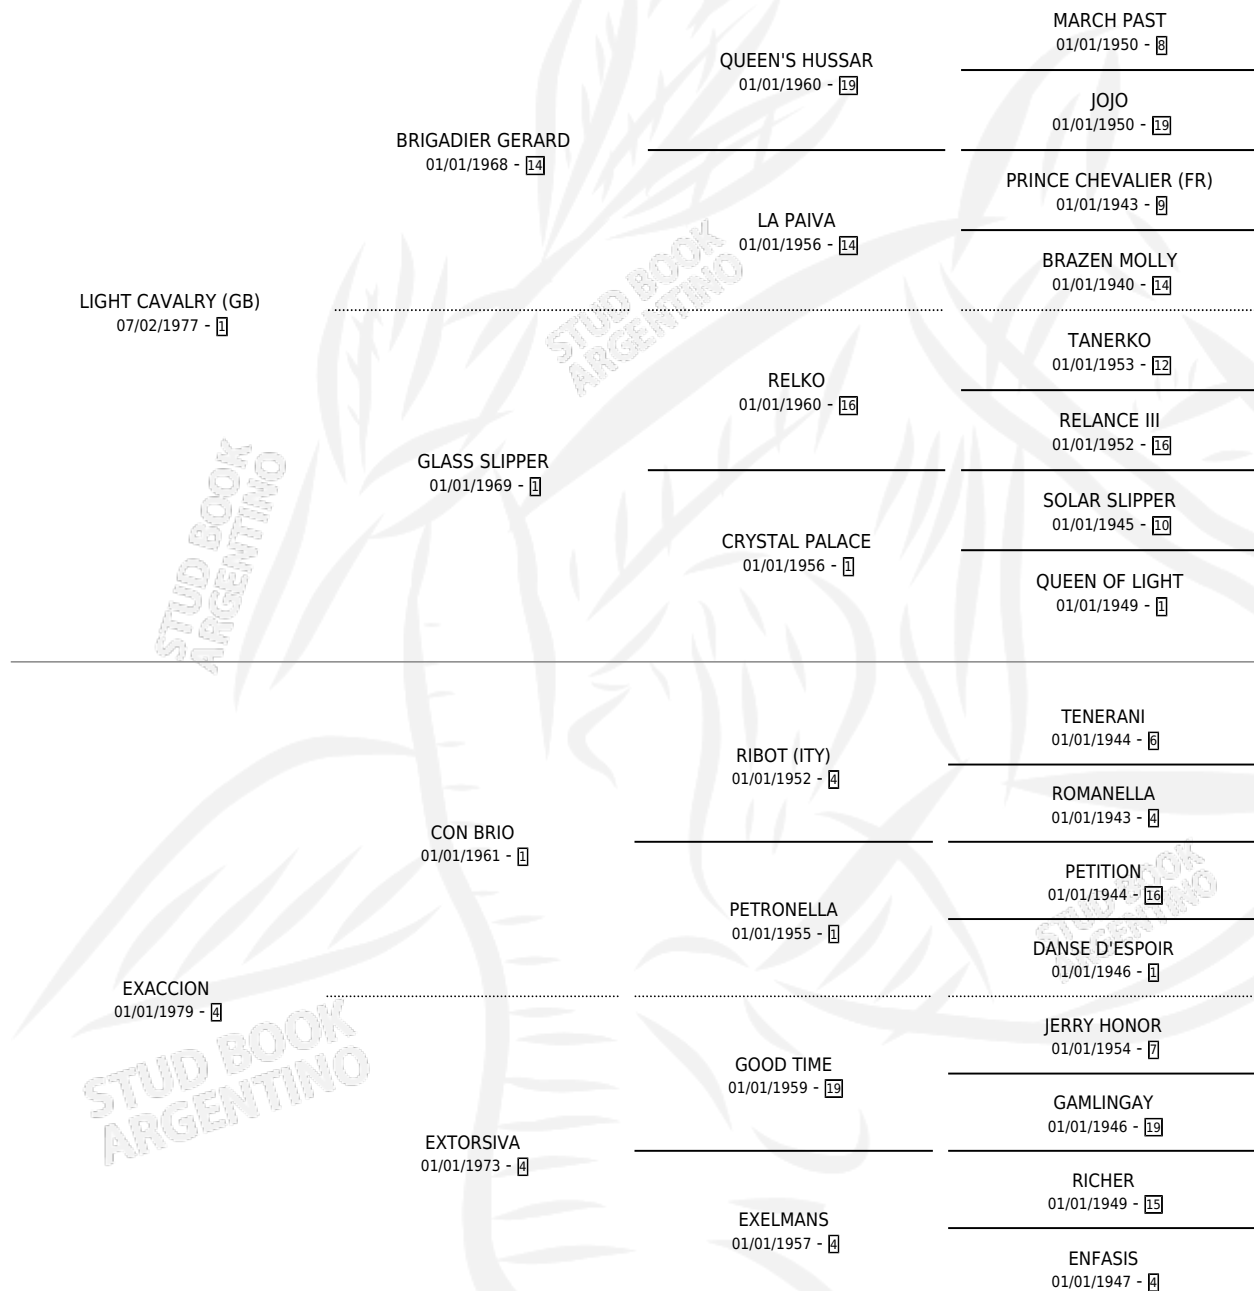 MARCH PAST
01/01/1950 - 8
QUEEN'S HUSSAR
01/01/1960 - 19
JOJO
01/01/1950 - 19
BRIGADIER GERARD
01/01/1968 - 14
PRINCE CHEVALIER (FR)
01/01/1943 - 9
LA PAIVA
01/01/1956 - 14
BRAZEN MOLLY
01/01/1940 - 14
LIGHT CAVALRY (GB)
07/02/1977 - 1
TANERKO
01/01/1953 - 12
RELKO
01/01/1960 - 16
RELANCE III
01/01/1952 - 16
GLASS SLIPPER
01/01/1969 - 1
SOLAR SLIPPER
01/01/1945 - 10
CRYSTAL PALACE
01/01/1956 - 1
QUEEN OF LIGHT
01/01/1949 - 1
TENERANI
01/01/1944 - 6
RIBOT (ITY)
01/01/1952 - 4
ROMANELLA
01/01/1943 - 4
CON BRIO
01/01/1961 - 1
PETITION
01/01/1944 - 16
PETRONELLA
01/01/1955 - 1
DANSE D'ESPOIR
01/01/1946 - 1
EXACCION
01/01/1979 - 4
JERRY HONOR
01/01/1954 - 7
GOOD TIME
01/01/1959 - 19
GAMLINGAY
01/01/1946 - 19
EXTORSIVA
01/01/1973 - 4
RICHER
01/01/1949 - 15
EXELMANS
01/01/1957 - 4
ENFASIS
01/01/1947 - 4
STUD BOOK
ARGENTINO
STUD BOOK
ARGENTINO
STUD BOOK
ARGENTINO
STUD BOOK
ARGENTINO